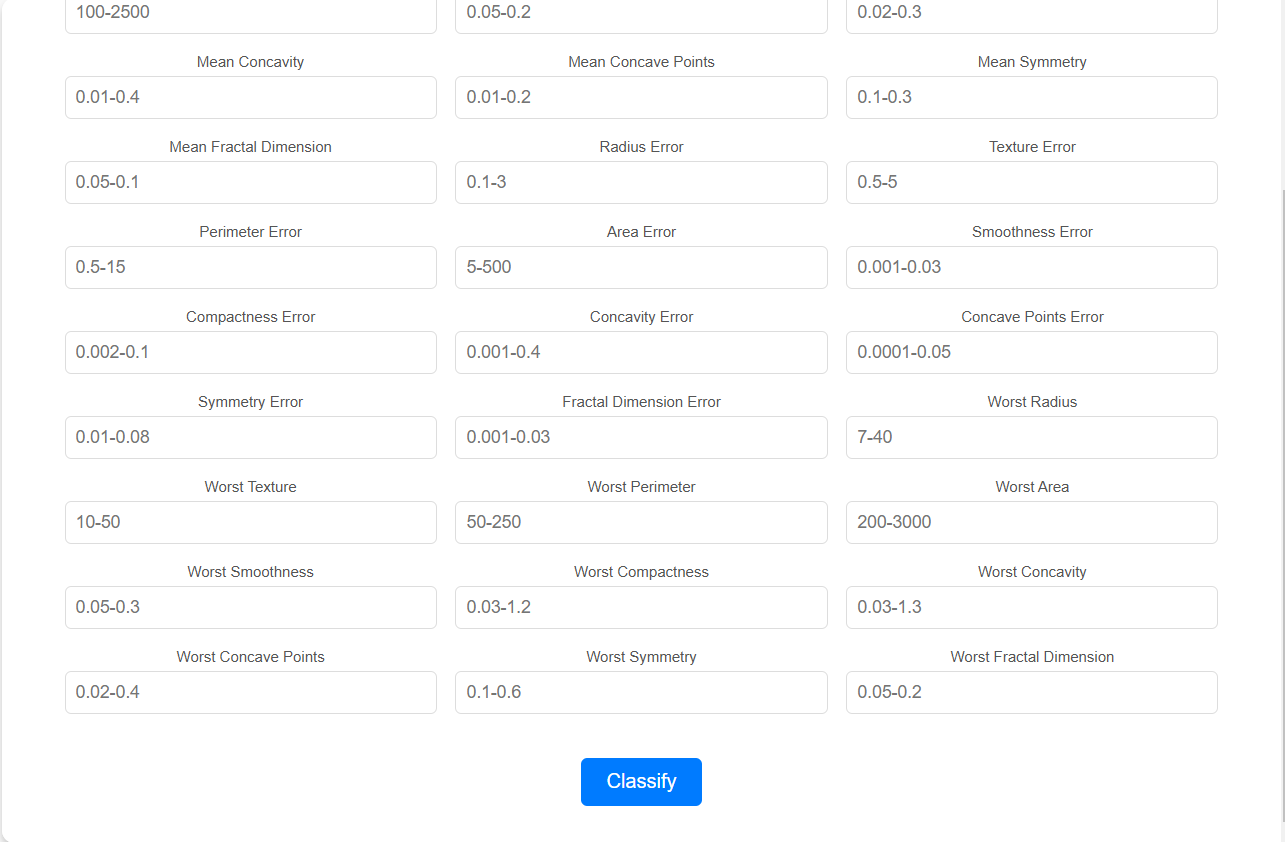 100-2500 0.05-0.2 0.02-0.3
Mean Concavity Mean Concave Points Mean Symmetry
0.01-0.4 0.01-0.2 0.1-0.3
Mean Fractal Dimension Radius Error Texture Error
0.05-0.1 0.1-3 0.5-5
Perimeter Error Area Error Smoothness Error
0.5-15 5-500 0.001-0.03
Compactness Error Concavity Error Concave Points Error
0.002-0.1 0.001-0.4 0.0001-0.05
Symmetry Error Fractal Dimension Error Worst Radius
0.01-0.08 0.001-0.03 7-40
Worst Texture Worst Perimeter Worst Area
10-50 50-250 200-3000
Worst Smoothness Worst Compactness Worst Concavity
0.05-0.3 0.03-1.2 0.03-1.3
Worst Concave Points Worst Symmetry Worst Fractal Dimension
0.02-0.4 0.1-0.6 0.05-0.2
Classify